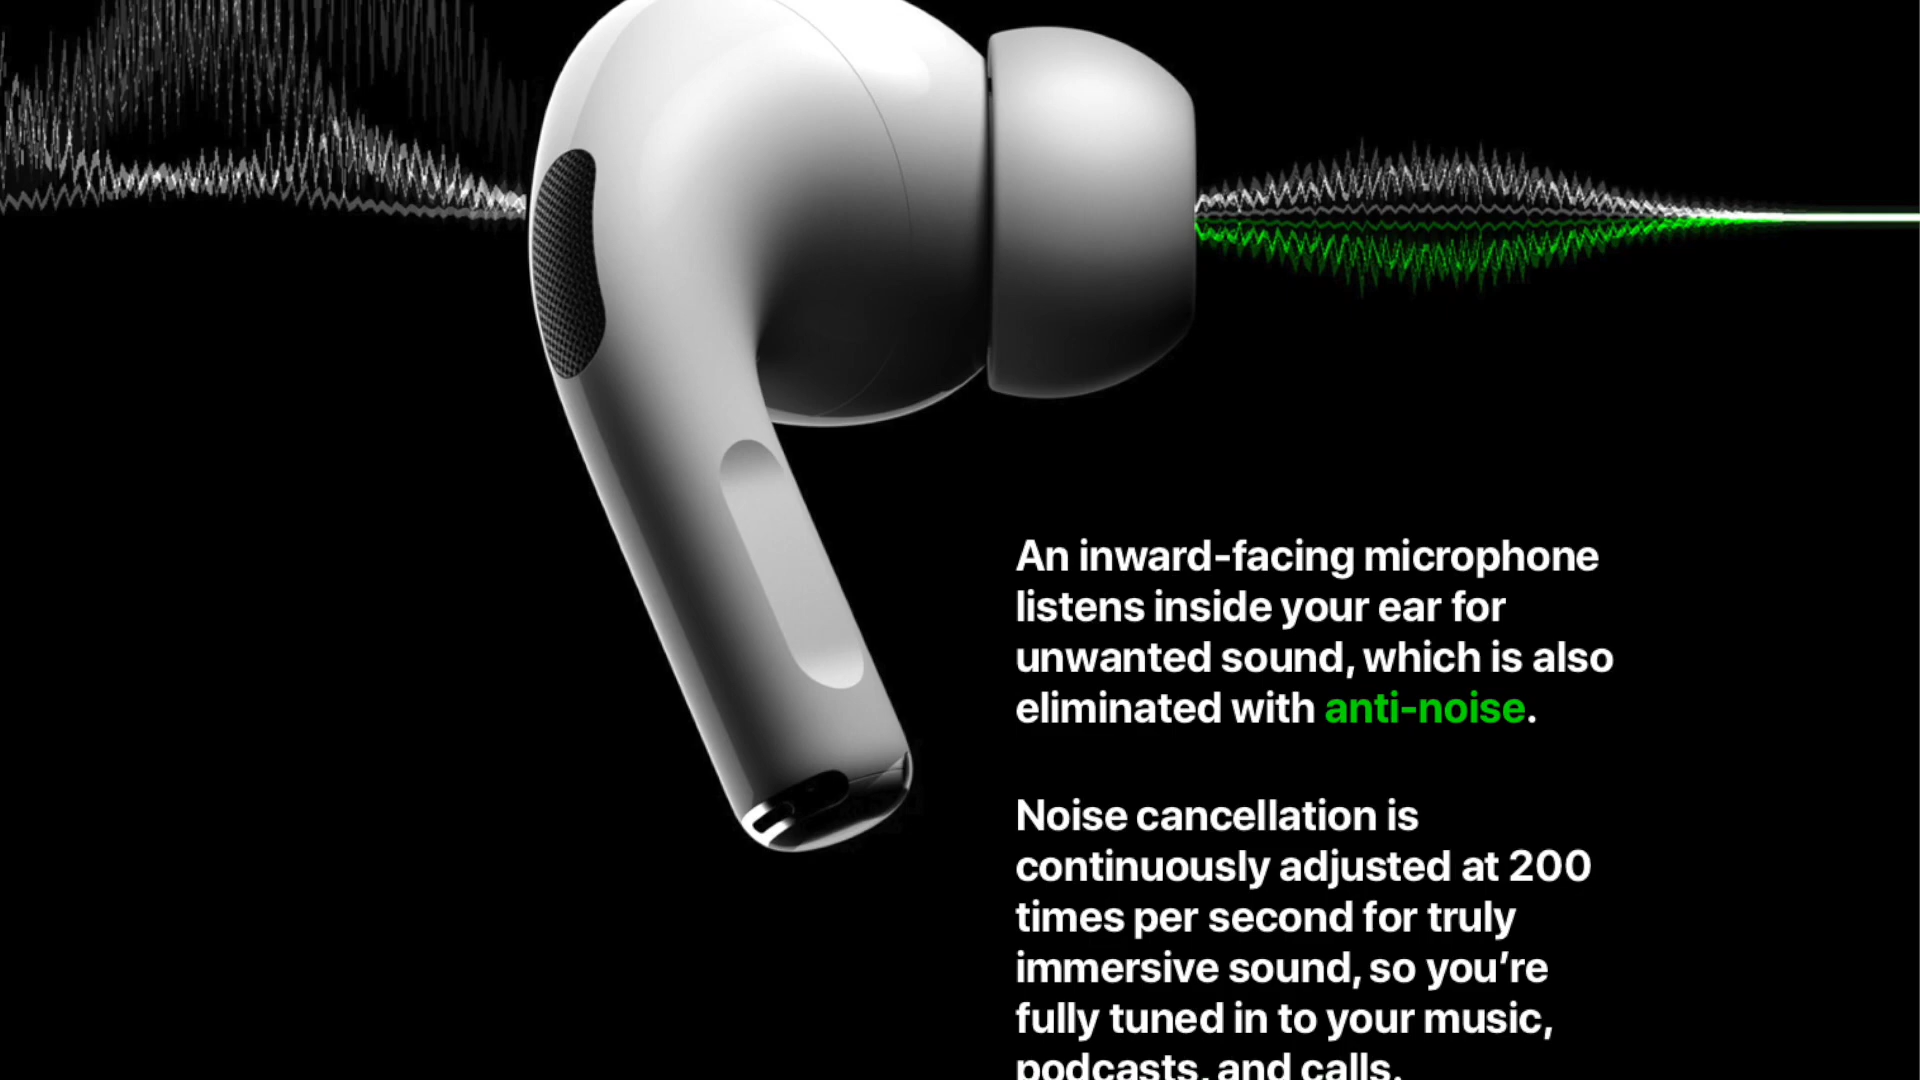 An inward-facing microphone
listens inside your ear for
unwanted sound, which is also
eliminated with anti-noise.
Noise cancellation is
continuously adjusted at 200
times per second for truly
immersive sound, so you’re
fully tuned in to your music,
podcasts, and calls.